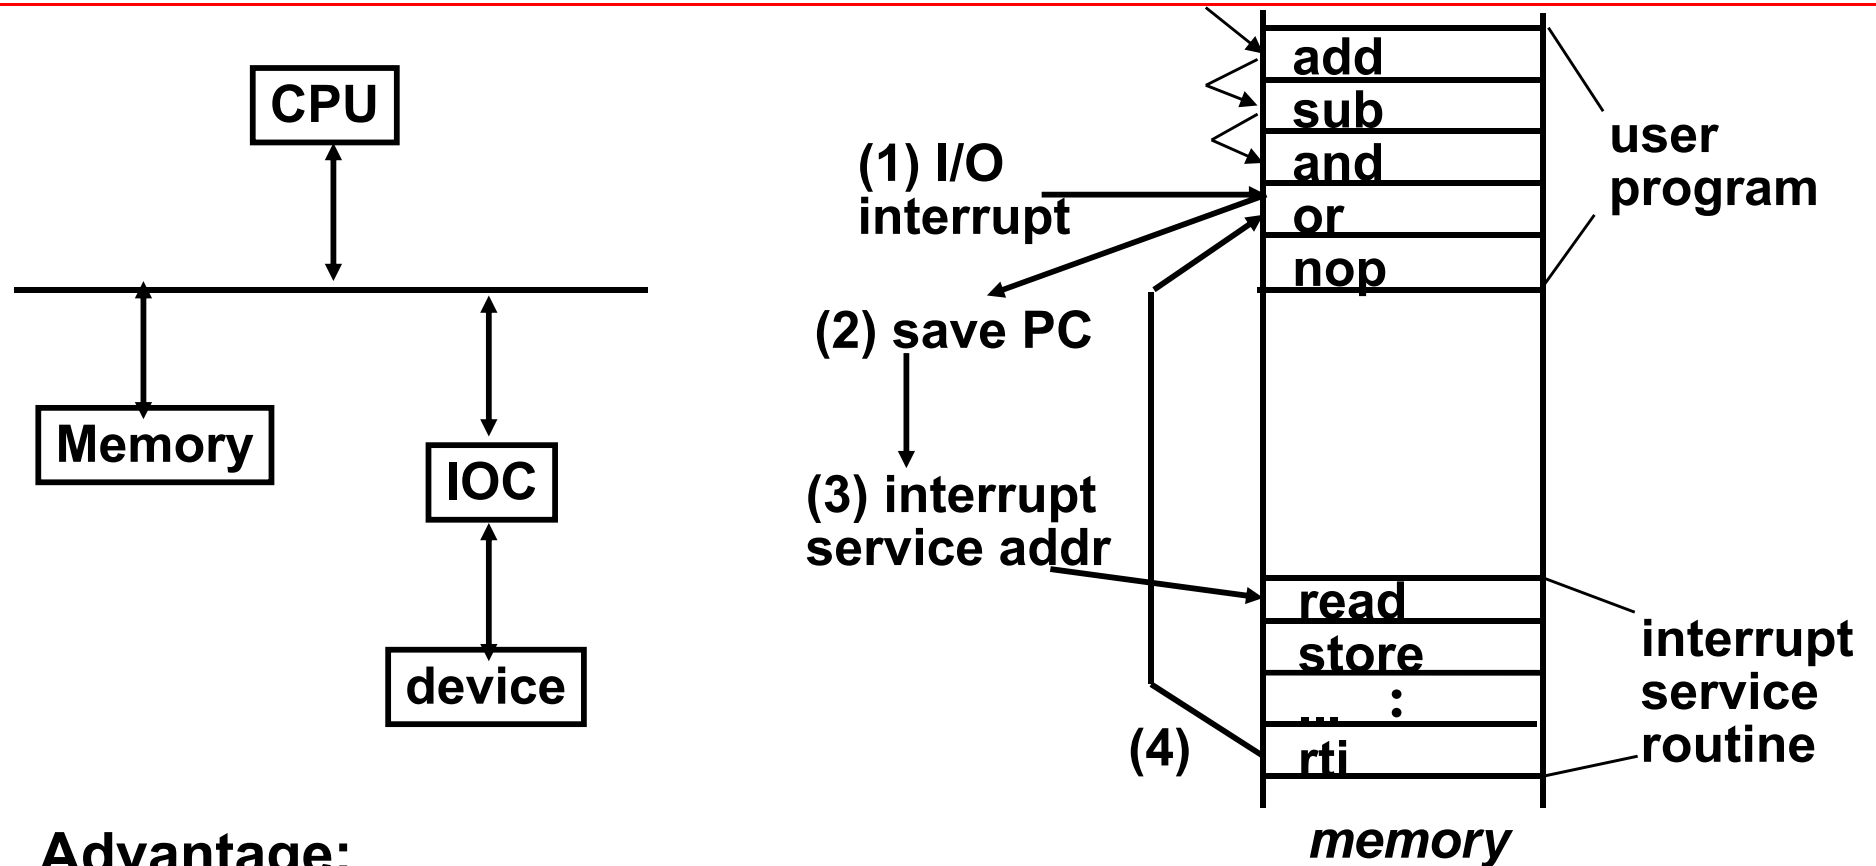 CPU
Memory
IOC
device
(1) I/O
interrupt
(2) save PC
(3) interrupt
service addr
(4)
add
sub
and
or
nop
user
program
read
store
... :
rti
interrupt
service
routine
memory
Advantage: